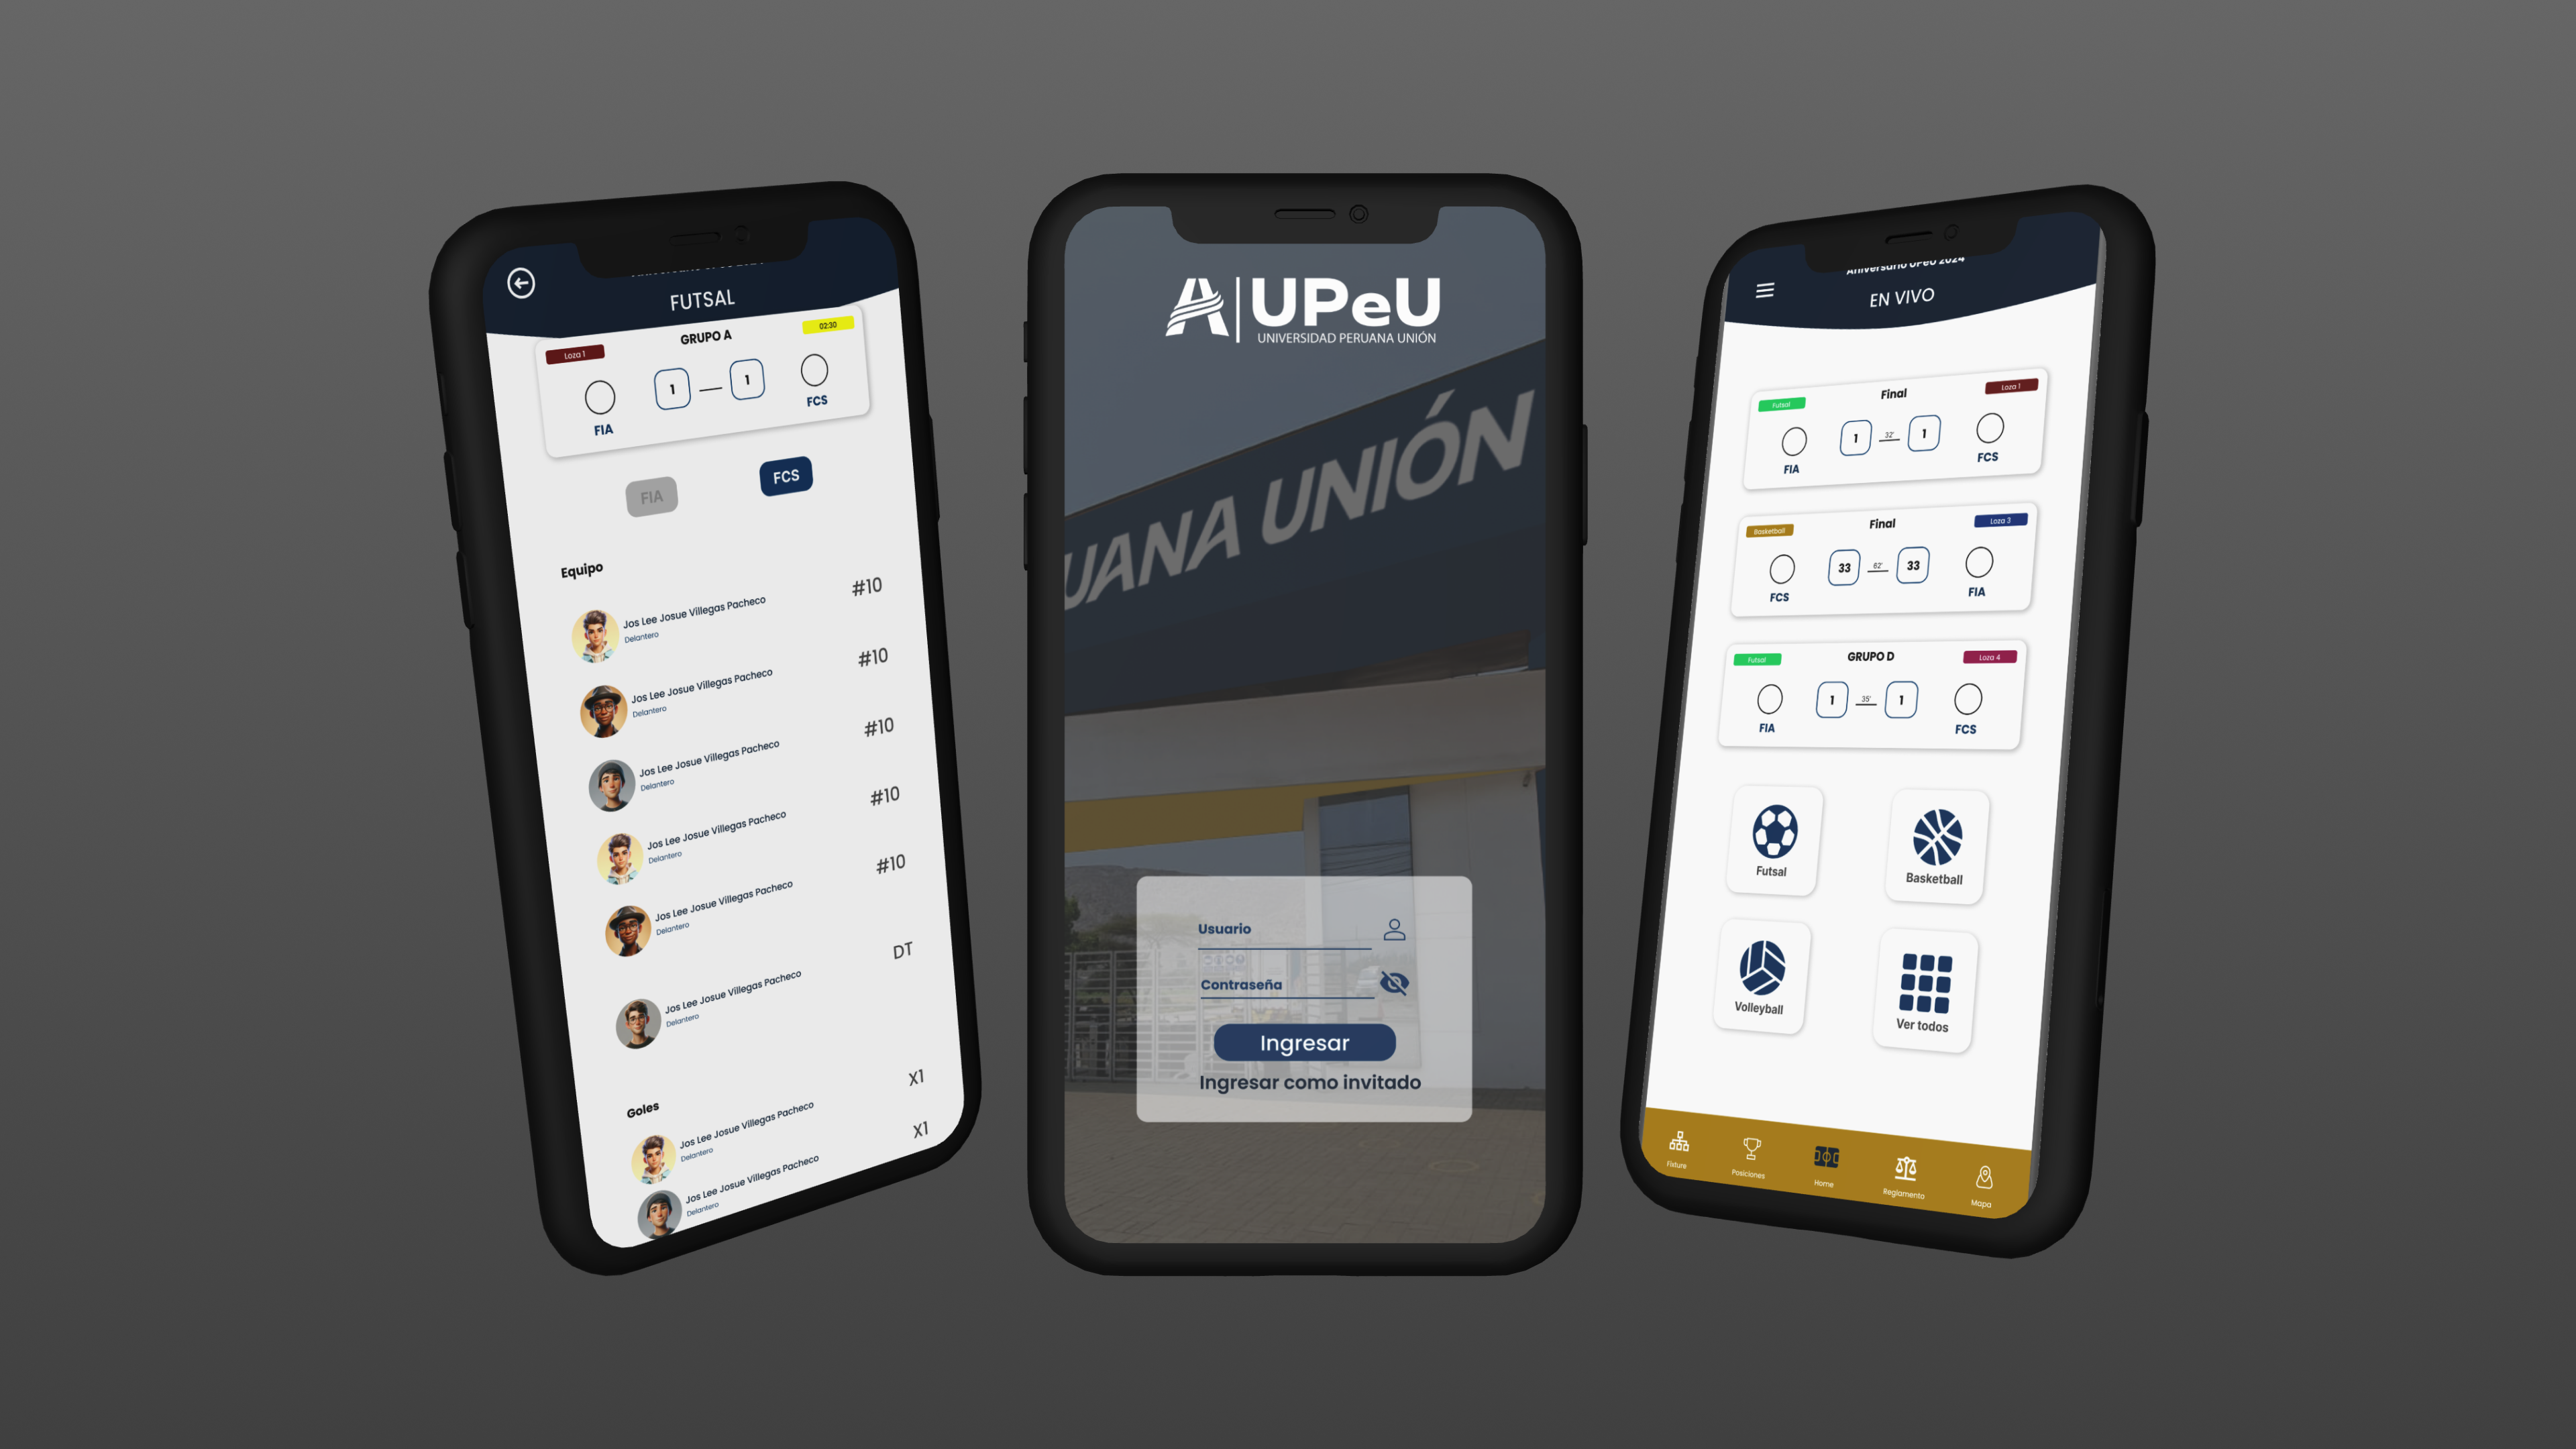 FUTSAL
GRUPO A
02:30
Loza 1
1
1
FIA
FCS
FIA
FCS
Equipo
Jos Lee Josue Villegas Pacheco
#10
Delantero
Jos Lee Josue Villegas Pacheco
#10
Delantero
Jos Lee Josue Villegas Pacheco
#10
Delantero
Jos Lee Josue Villegas Pacheco
#10
Delantero
Jos Lee Josue Villegas Pacheco
#10
Delantero
Jos Lee Josue Villegas Pacheco
DT
Delantero
Goles
Jos Lee Josue Villegas Pacheco
X1
Delantero
Jos Lee Josue Villegas Pacheco
X1
Delantero
UPeU
UNIVERSIDAD PERUANA UNIÓN
UANA UNIÓN
Usuario
Contraseña
Ingresar
Ingresar como invitado
Aniversario UPeU 2024
EN VIVO
Futsal
Final
Loza 1
1
32'
1
FIA
FCS
Basketball
Final
Loza 3
33
62'
33
FCS
FIA
Futsal
GRUPO D
Loza 4
1
35'
1
FIA
FCS
Futsal
Basketball
Volleyball
Ver todos
Fixture
Posiciones
Home
Reglamento
Mapa